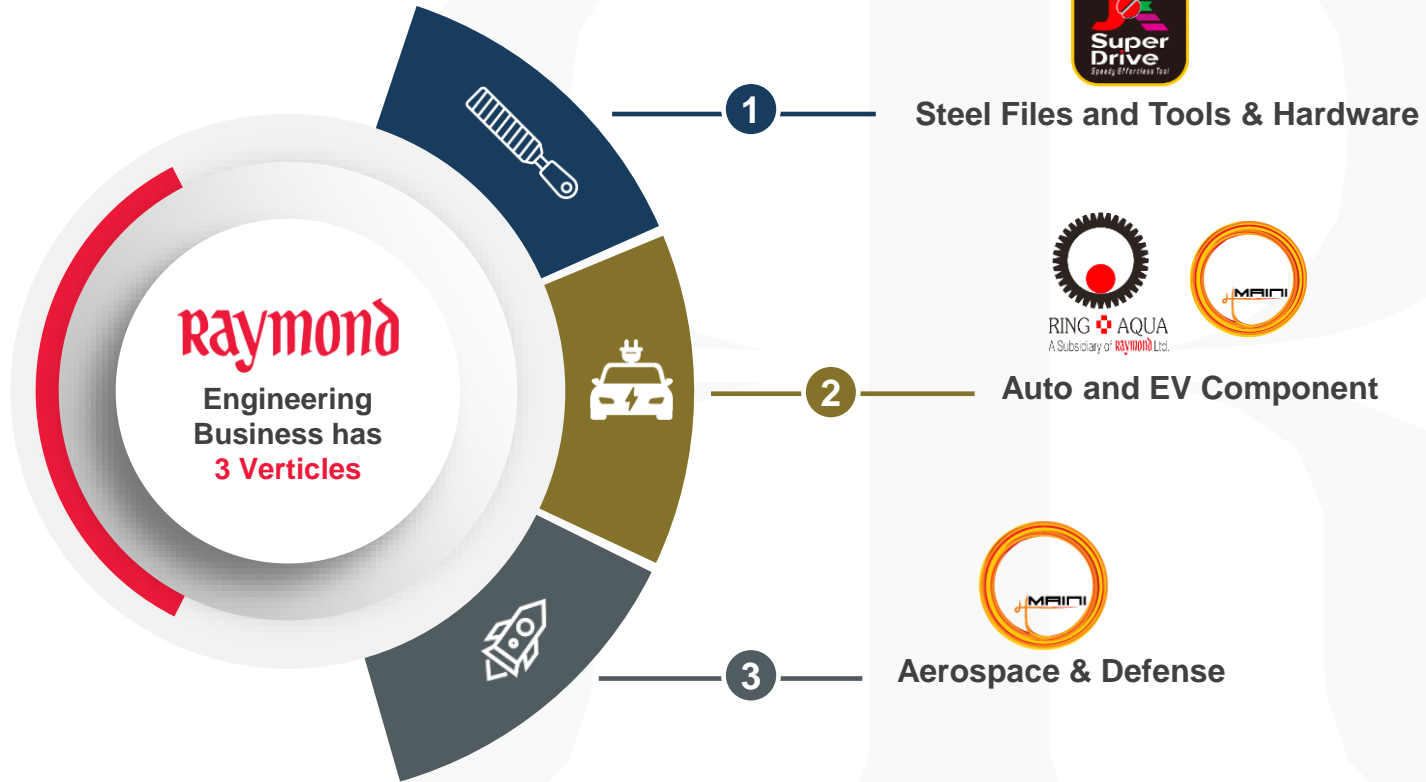 Super
Drive
Speedy Effortless Tool
1
Steel Files and Tools & Hardware
RING AQUA
A Subsidiary of Raymond Ltd.
MAINI
2
Auto and EV Component
Raymond
Engineering
Business has
3 Verticles
MAINI
3
Aerospace & Defense